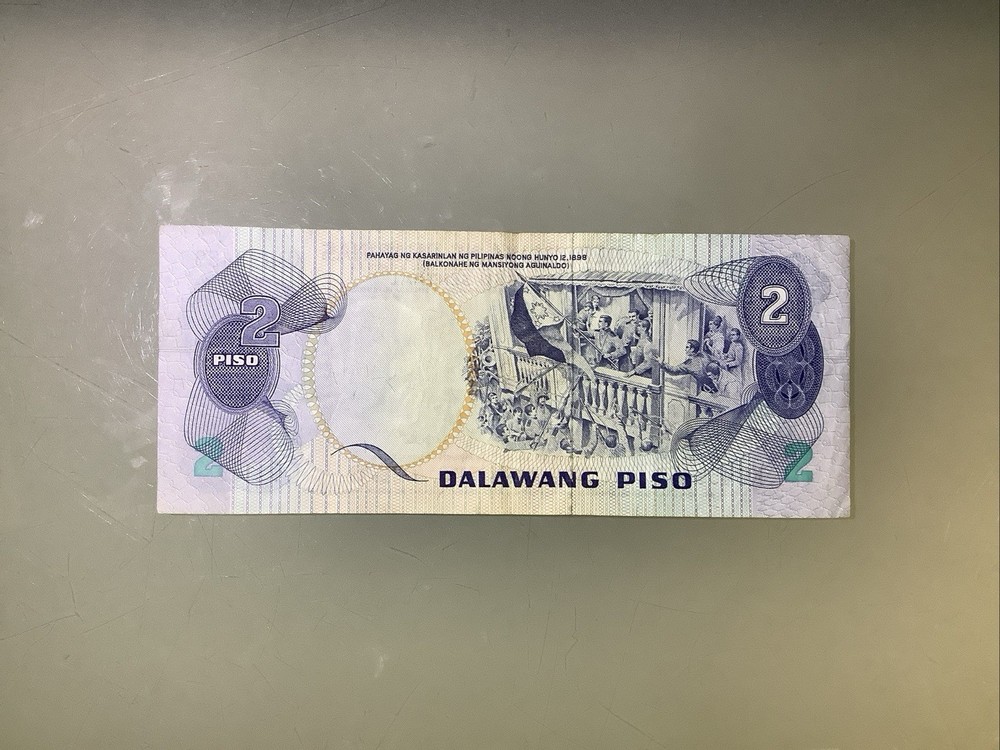 PAHAYAG NG KASARINLAN NG PILIPINAS NOONG HUNYO 12, 1898
(BALKONAHE NG MANSIYONG AGUINALDO)
2
PISO
2
2
2
DALAWANG PISO